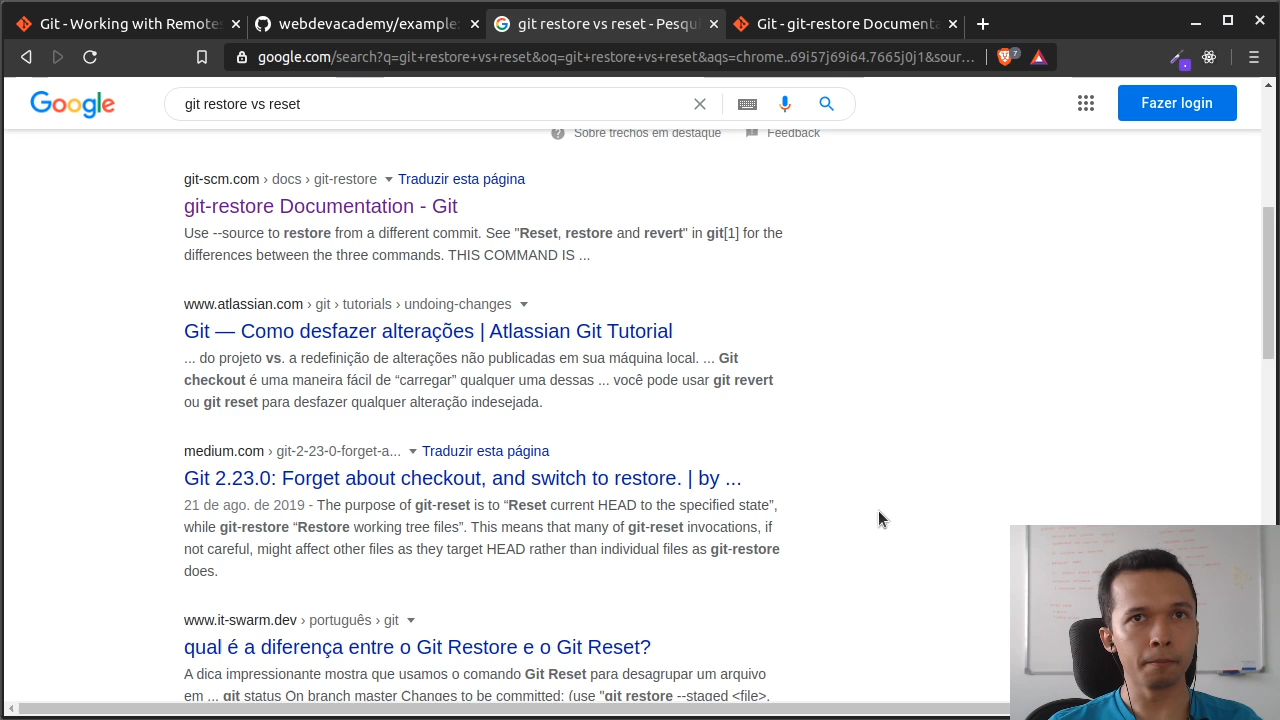 Git - Working with Remotes
webdevacademy/example
git restore vs reset - Pesqui
Git - git-restore Documenta
google.com/search?q=git+restore+vs+reset&oq=git+restore+vs+reset&aqs=chrome..69i57j69i64.7665j0j1&sour...
7
Google
git restore vs reset
Fazer login
Sobre trechos em destaque
Feedback
git-scm.com › docs › git-restore
Traduzir esta página
git-restore Documentation - Git
Use --source to restore from a different commit. See "Reset, restore and revert" in git[1] for the
differences between the three commands. THIS COMMAND IS ...
www.atlassian.com › git › tutorials › undoing-changes
Git — Como desfazer alterações | Atlassian Git Tutorial
... do projeto vs. a redefinição de alterações não publicadas em sua máquina local. ... Git
checkout é uma maneira fácil de “carregar” qualquer uma dessas ... você pode usar git revert
ou git reset para desfazer qualquer alteração indesejada.
medium.com › git-2-23-0-forget-a...
Traduzir esta página
Git 2.23.0: Forget about checkout, and switch to restore. | by ...
21 de ago. de 2019 - The purpose of git-reset is to “Reset current HEAD to the specified state”,
while git-restore “Restore working tree files”. This means that many of git-reset invocations, if
not careful, might affect other files as they target HEAD rather than individual files as git-restore
does.
www.it-swarm.dev › português › git
qual é a diferença entre o Git Restore e o Git Reset?
A dica impressionante mostra que usamos o comando Git Reset para desagrupar um arquivo
em ... git status On branch master Changes to be committed: (use "git restore --staged <file>.